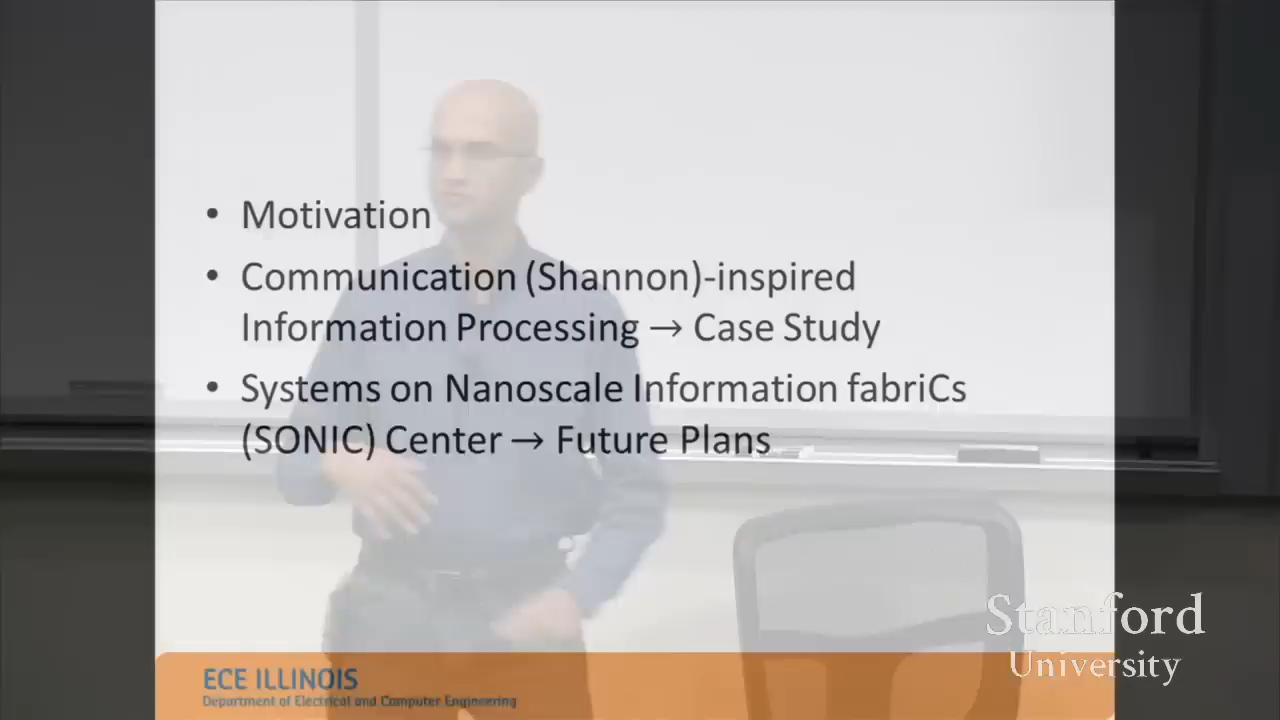 • Motivation
• Communication (Shannon)-inspired
Information Processing → Case Study
• Systems on Nanoscale Information fabriCs
(SONIC) Center → Future Plans
ECE ILLINOIS
Department of Electrical and Computer Engineering
Stanford
University